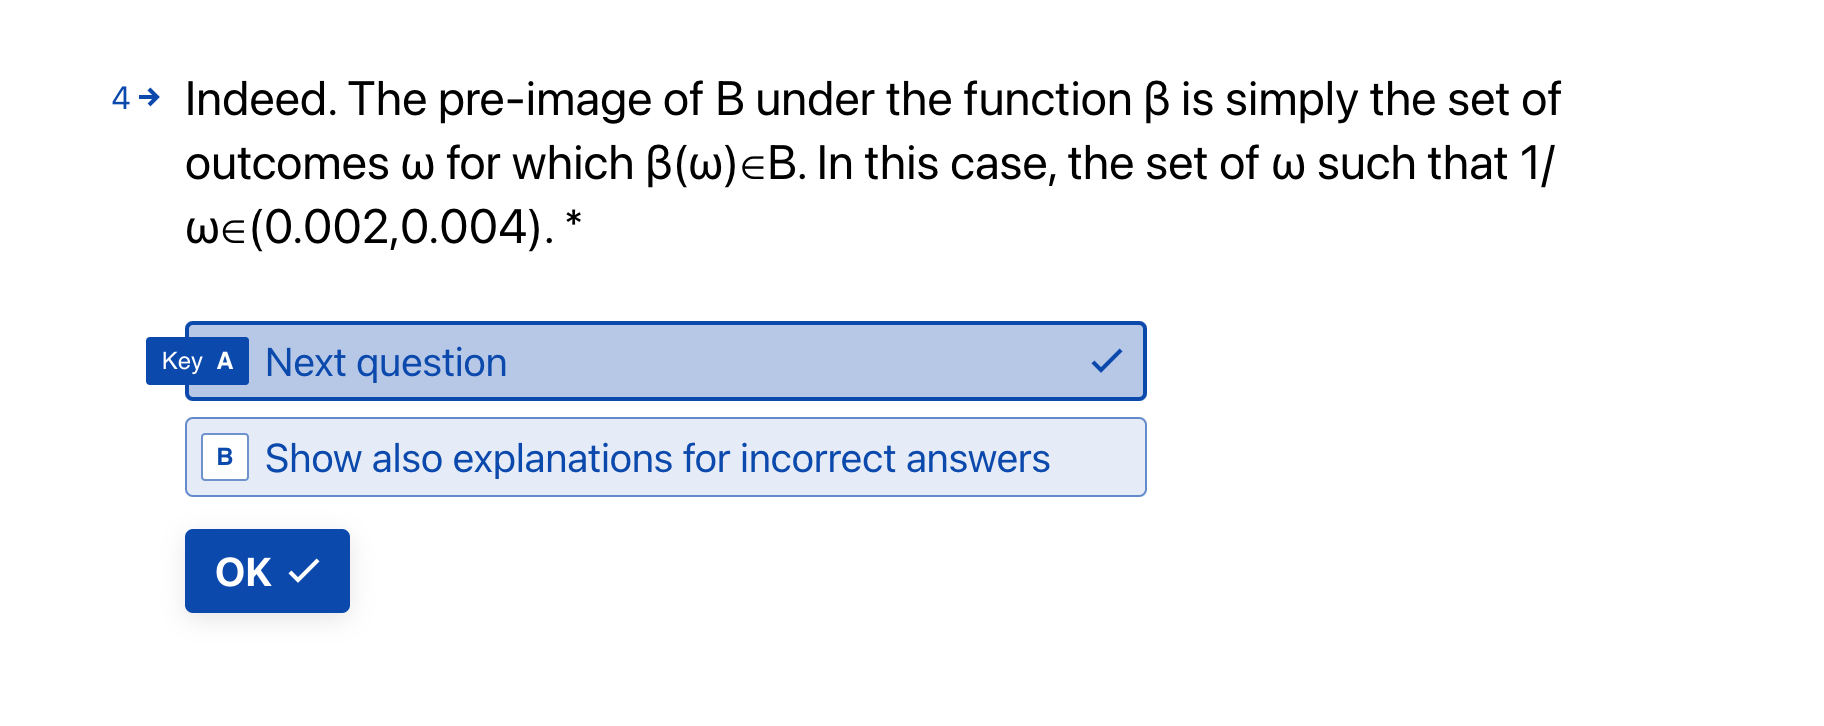 4 → Indeed. The pre-image of B under the function β is simply the set of
outcomes ω for which β(ω)∈B. In this case, the set of ω such that 1/
ω∈(0.002,0.004). *
Key A Next question
B Show also explanations for incorrect answers
OK